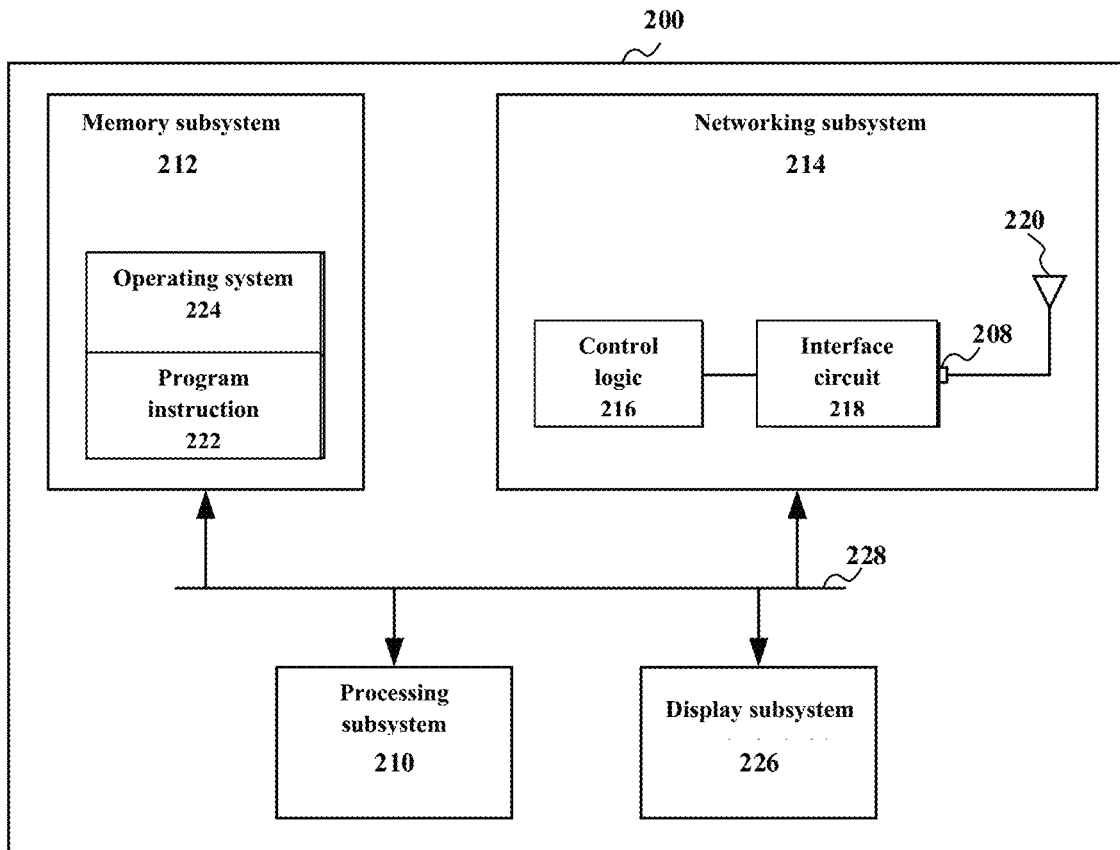 200
Memory subsystem
212
Networking subsystem
214
220
Operating system
224
Program
instruction
222
Control
logic
216
Interface
circuit
218
208
228
Processing
subsystem
210
Display subsystem
226